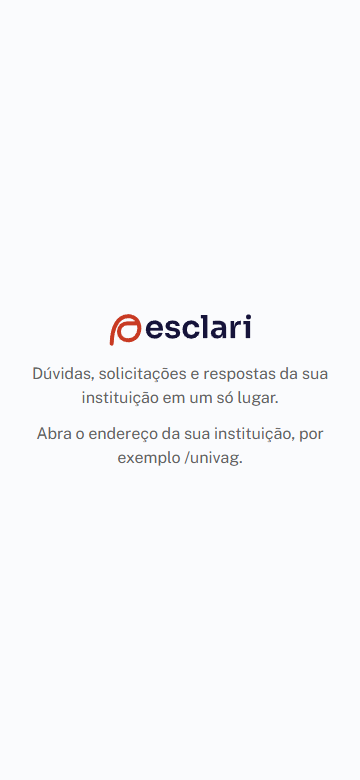 esclari
Dúvidas, solicitações e respostas da sua
instituição em um só lugar.
Abra o endereço da sua instituição, por
exemplo /univag.